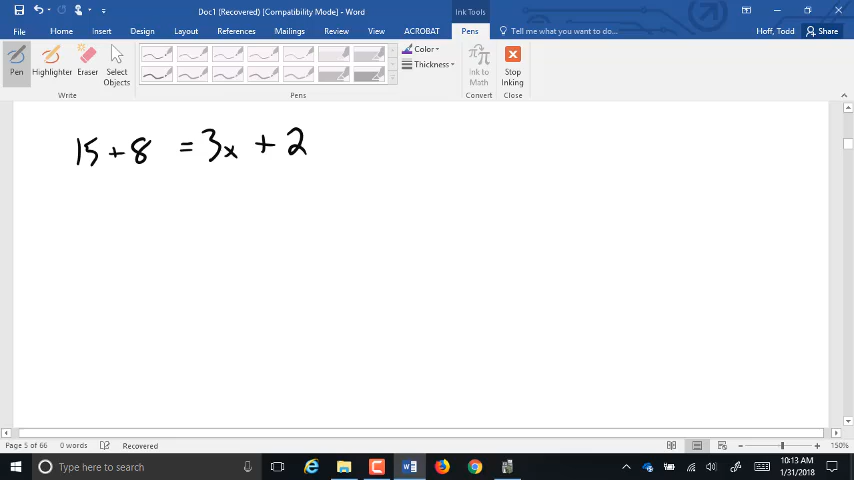 Doc1 (Recovered) [Compatibility Mode] - Word
Ink Tools
File Home Insert Design Layout References Mailings Review View ACROBAT Pens Tell me what you want to do... Hoff, Todd Share
Pen Highlighter Eraser Select Objects
Color
Thickness
Ink to Math
Stop Inking
Write Pens Convert Close
15 + 8 = 3x + 2
Page 5 of 66 0 words Recovered 150%
Type here to search
10:13 AM
1/31/2018